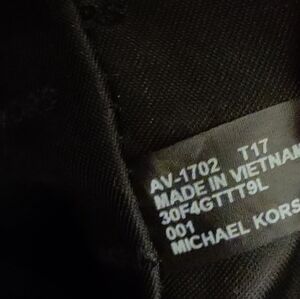 AV-1702 T17
MADE IN VIETNAM
30F4GTTT9L
001
MICHAEL KORS